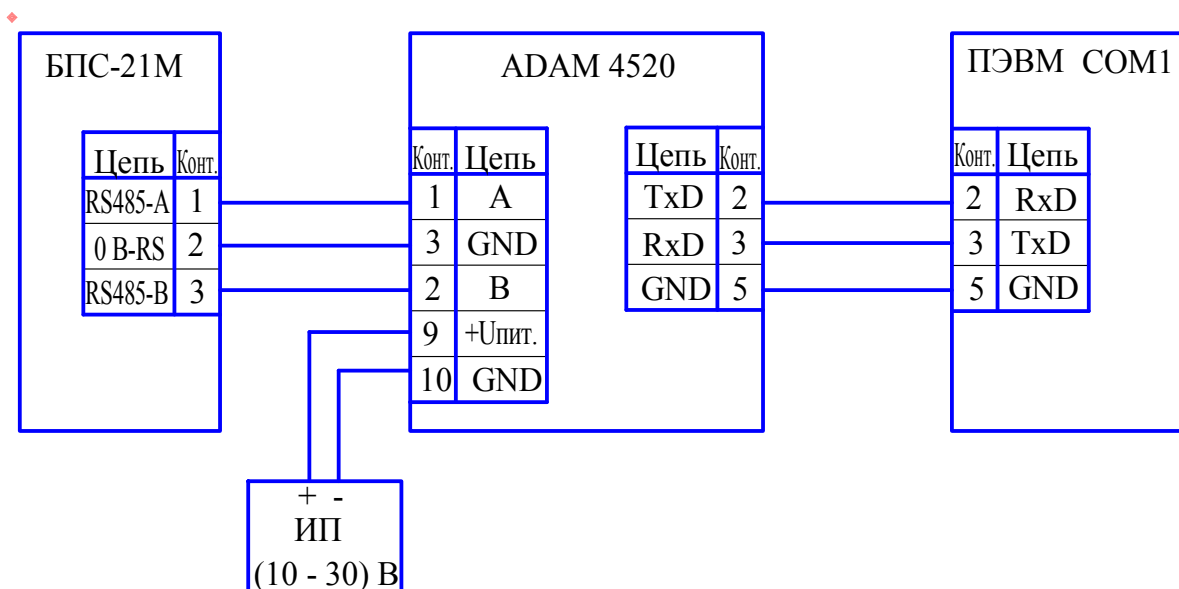 БПС-21М
Цепь Конт.
RS485-A 1
0 В-RS 2
RS485-B 3
ADAM 4520
Конт. Цепь
1 A
3 GND
2 B
9 +Uпит.
10 GND
Цепь Конт.
TxD 2
RxD 3
GND 5
ПЭВМ COM1
Конт. Цепь
2 RxD
3 TxD
5 GND
+ -
ИП
(10 - 30) В